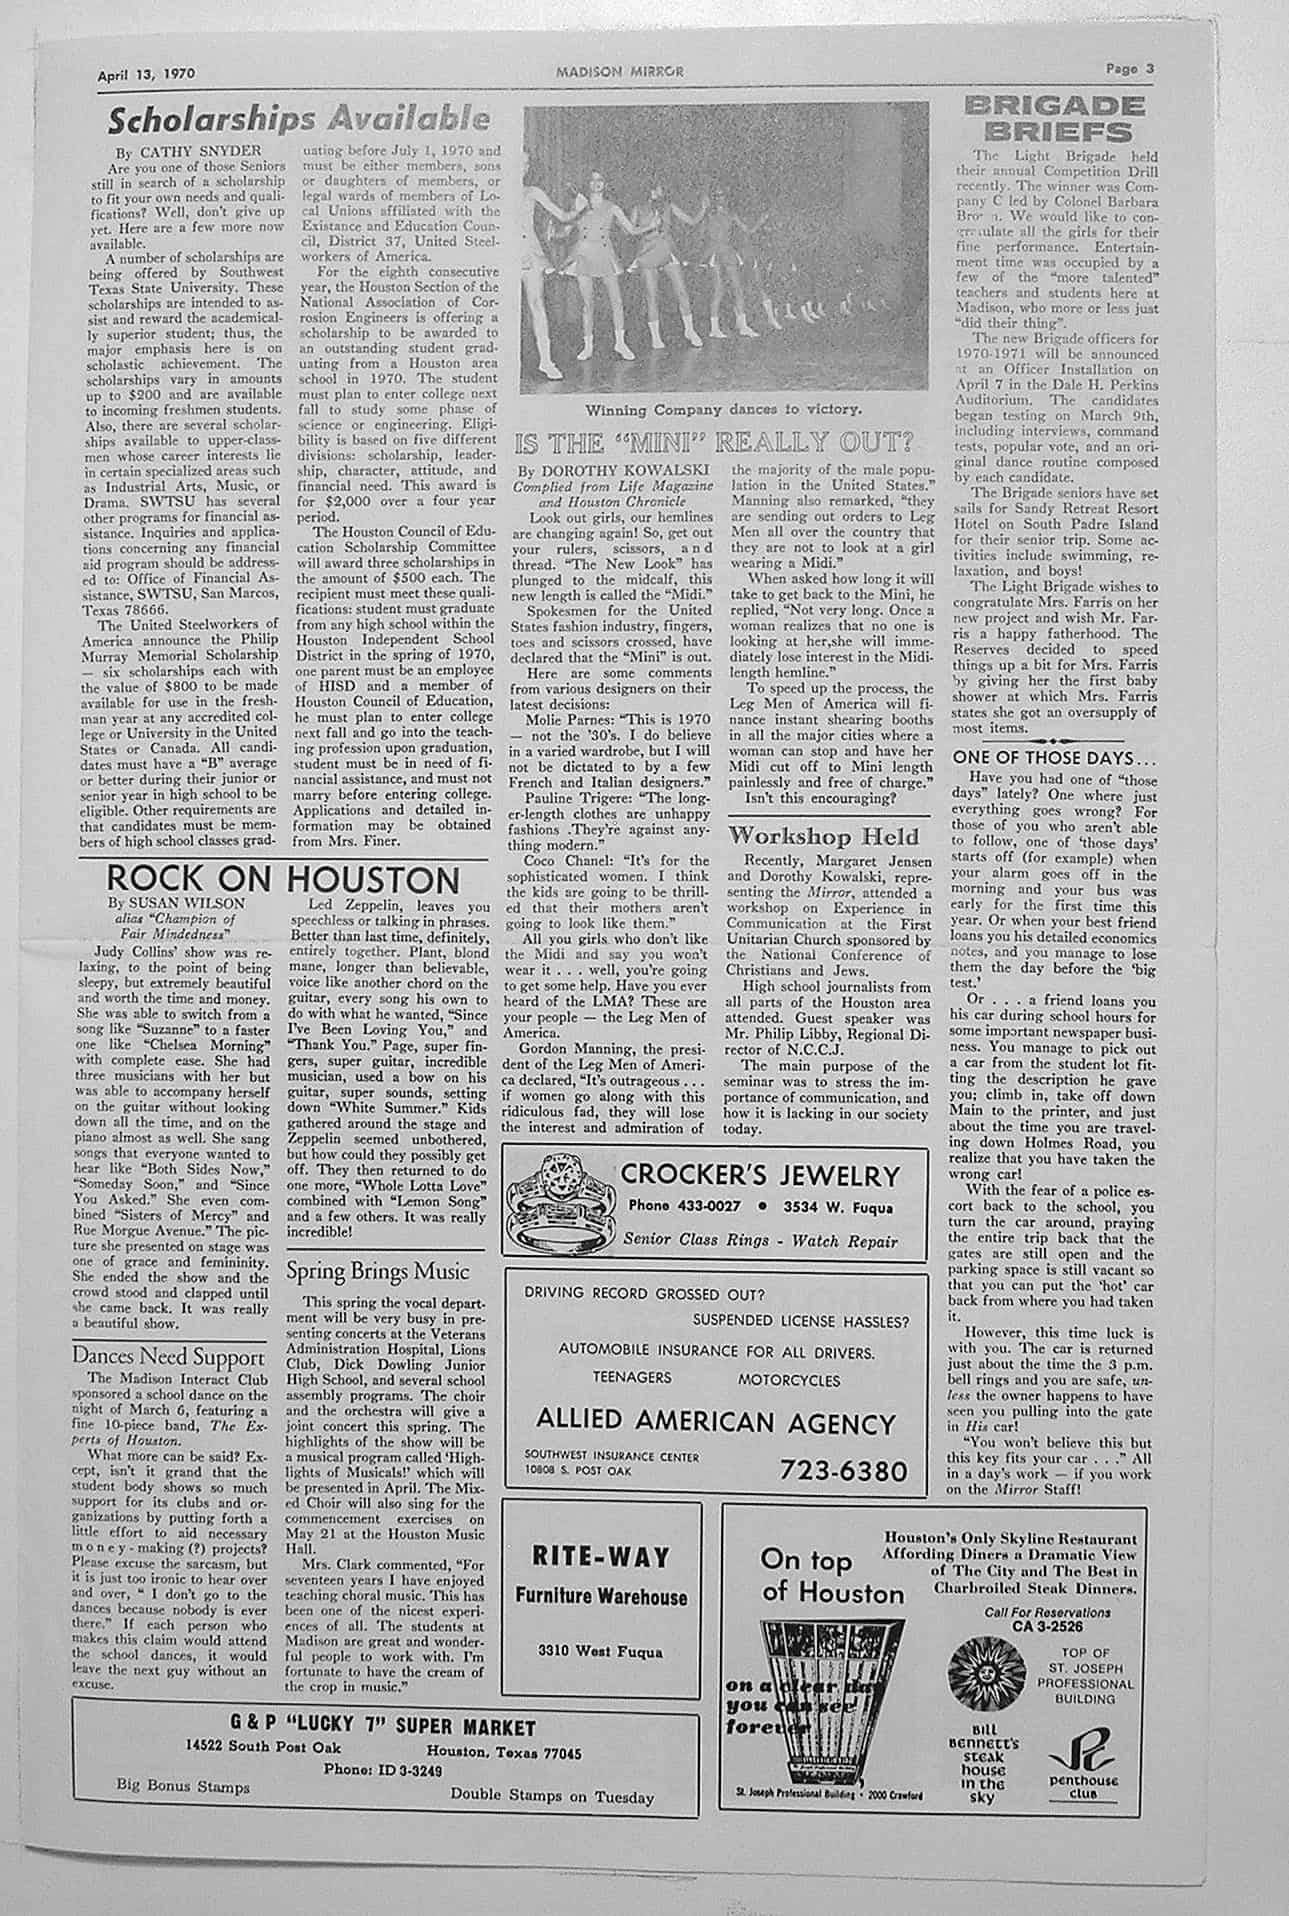 April 13, 1970
MADISON MIRROR
Page 3
Scholarships Available
By CATHY SNYDER
Are you one of those Seniors
still in search of a scholarship
to fit your own needs and quali-
fications? Well, don't give up
yet. Here are a few more now
available.
A number of scholarships are
being offered by Southwest
Texas State University. These
scholarships are intended to as-
sist and reward the academical-
ly superior student; thus, the
major emphasis here is on
scholastic achievement. The
scholarships vary in amounts
up to $200 and are available
to incoming freshmen students.
Also, there are several scholar-
ships available to upper-class-
men whose career interests lie
in certain specialized areas such
as Industrial Arts, Music, or
Drama. SWTSU has several
other programs for financial as-
sistance. Inquiries and applica-
tions concerning any financial
aid program should be address-
ed to: Office of Financial As-
sistance, SWTSU, San Marcos,
Texas 78666.
The United Steelworkers of
America announce the Philip
Murray Memorial Scholarship
— six scholarships each with
the value of $800 to be made
available for use in the fresh-
man year at any accredited col-
lege or University in the United
States or Canada. All candi-
dates must have a "B" average
or better during their junior or
senior year in high school to be
eligible. Other requirements are
that candidates must be mem-
bers of high school classes grad-
uating before July 1, 1970 and
must be either members, sons
or daughters of members, or
legal wards of members of Lo-
cal Unions affiliated with the
Existance and Education Coun-
cil, District 37, United Steel-
workers of America.
For the eighth consecutive
year, the Houston Section of the
National Association of Cor-
rosion Engineers is offering a
scholarship to be awarded to
an outstanding student grad-
uating from a Houston area
school in 1970. The student
must plan to enter college next
fall to study some phase of
science or engineering. Eligi-
bility is based on five different
divisions: scholarship, leader-
ship, character, attitude, and
financial need. This award is
for $2,000 over a four year
period.
The Houston Council of Edu-
cation Scholarship Committee
will award three scholarships in
the amount of $500 each. The
recipient must meet these quali-
fications: student must graduate
from any high school within the
Houston Independent School
District in the spring of 1970,
one parent must be an employee
of HISD and a member of
Houston Council of Education,
he must plan to enter college
next fall and go into the teach-
ing profession upon graduation,
student must be in need of fi-
nancial assistance, and must not
marry before entering college.
Applications and detailed in-
formation may be obtained
from Mrs. Finer.
ROCK ON HOUSTON
By SUSAN WILSON
alias "Champion of
Fair Mindedness"
Judy Collins' show was re-
laxing, to the point of being
sleepy, but extremely beautiful
and worth the time and money.
She was able to switch from a
song like "Suzanne" to a faster
one like "Chelsea Morning"
with complete ease. She had
three musicians with her but
was able to accompany herself
on the guitar without looking
down all the time, and on the
piano almost as well. She sang
songs that everyone wanted to
hear like "Both Sides Now,"
"Someday Soon," and "Since
You Asked." She even com-
bined "Sisters of Mercy" and
Rue Morgue Avenue." The pic-
ture she presented on stage was
one of grace and femininity.
She ended the show and the
crowd stood and clapped until
she came back. It was really
a beautiful show.
Led Zeppelin, leaves you
speechless or talking in phrases.
Better than last time, definitely,
entirely together. Plant, blond
mane, longer than believable,
voice like another chord on the
guitar, every song his own to
do with what he wanted, "Since
I've Been Loving You," and
"Thank You." Page, super fin-
gers, super guitar, incredible
musician, used a bow on his
guitar, super sounds, setting
down "White Summer." Kids
gathered around the stage and
Zeppelin seemed unbothered,
but how could they possibly get
off. They then returned to do
one more, "Whole Lotta Love"
combined with "Lemon Song"
and a few others. It was really
incredible!
Dances Need Support
The Madison Interact Club
sponsored a school dance on the
night of March 6, featuring a
fine 10-piece band, The Ex-
perts of Houston.
What more can be said? Ex-
cept, isn't it grand that the
student body shows so much
support for its clubs and or-
ganizations by putting forth a
little effort to aid necessary
money-making (?) projects?
Please excuse the sarcasm, but
it is just too ironic to hear over
and over, " I don't go to the
dances because nobody is ever
there." If each person who
makes this claim would attend
the school dances, it would
leave the next guy without an
excuse.
Spring Brings Music
This spring the vocal depart-
ment will be very busy in pre-
senting concerts at the Veterans
Administration Hospital, Lions
Club, Dick Dowling Junior
High School, and several school
assembly programs. The choir
and the orchestra will give a
joint concert this spring. The
highlights of the show will be
a musical program called 'High-
lights of Musicals!' which will
be presented in April. The Mix-
ed Choir will also sing for the
commencement exercises on
May 21 at the Houston Music
Hall.
Mrs. Clark commented, "For
seventeen years I have enjoyed
teaching choral music. This has
been one of the nicest experi-
ences of all. The students at
Madison are great and wonder-
ful people to work with. I'm
fortunate to have the cream of
the crop in music."
Winning Company dances to victory.
IS THE "MINI" REALLY OUT?
By DOROTHY KOWALSKI
Complied from Life Magazine
and Houston Chronicle
Look out girls, our hemlines
are changing again! So, get out
your rulers, scissors, and
thread. "The New Look" has
plunged to the midcalf, this
new length is called the "Midi."
Spokesmen for the United
States fashion industry, fingers,
toes and scissors crossed, have
declared that the "Mini" is out.
Here are some comments
from various designers on their
latest decisions:
Molie Parnes: "This is 1970
— not the '30's. I do believe
in a varied wardrobe, but I will
not be dictated to by a few
French and Italian designers."
Pauline Trigere: "The long-
er-length clothes are unhappy
fashions .They're against any-
thing modern."
Coco Chanel: "It's for the
sophisticated women. I think
the kids are going to be thrill-
ed that their mothers aren't
going to look like them."
All you girls who don't like
the Midi and say you won't
wear it . . . well, you're going
to get some help. Have you ever
heard of the LMA? These are
your people — the Leg Men of
America.
Gordon Manning, the presi-
dent of the Leg Men of Ameri-
ca declared, "It's outrageous . . .
if women go along with this
ridiculous fad, they will lose
the interest and admiration of
the majority of the male popu-
lation in the United States."
Manning also remarked, "they
are sending out orders to Leg
Men all over the country that
they are not to look at a girl
wearing a Midi."
When asked how long it will
take to get back to the Mini, he
replied, "Not very long. Once a
woman realizes that no one is
looking at her,she will imme-
diately lose interest in the Midi-
length hemline."
To speed up the process, the
Leg Men of America will fi-
nance instant shearing booths
in all the major cities where a
woman can stop and have her
Midi cut off to Mini length
painlessly and free of charge."
Isn't this encouraging?
Workshop Held
Recently, Margaret Jensen
and Dorothy Kowalski, repre-
senting the Mirror, attended a
workshop on Experience in
Communication at the First
Unitarian Church sponsored by
the National Conference of
Christians and Jews.
High school journalists from
all parts of the Houston area
attended. Guest speaker was
Mr. Philip Libby, Regional Di-
rector of N.C.C.J.
The main purpose of the
seminar was to stress the im-
portance of communication, and
how it is lacking in our society
today.
BRIGADE
BRIEFS
The Light Brigade held
their annual Competition Drill
recently. The winner was Com-
pany C led by Colonel Barbara
We would like to con-
gratulate all the girls for their
fine performance. Entertain-
ment time was occupied by a
few of the "more talented"
teachers and students here at
Madison, who more or less just
"did their thing".
The new Brigade officers for
1970-1971 will be announced
at an Officer Installation on
April 7 in the Dale H. Perkins
Auditorium. The candidates
began testing on March 9th,
including interviews, command
tests, popular vote, and an ori-
ginal dance routine composed
by each candidate.
The Brigade seniors have set
sails for Sandy Retreat Resort
Hotel on South Padre Island
for their senior trip. Some ac-
tivities include swimming, re-
laxation, and boys!
The Light Brigade wishes to
congratulate Mrs. Farris on her
new project and wish Mr. Far-
ris a happy fatherhood. The
Reserves decided to speed
things up a bit for Mrs. Farris
by giving her the first baby
shower at which Mrs. Farris
states she got an oversupply of
most items.
ONE OF THOSE DAYS...
Have you had one of "those
days" lately? One where just
everything goes wrong? For
those of you who aren't able
to follow, one of 'those days'
starts off (for example) when
your alarm goes off in the
morning and your bus was
early for the first time this
year. Or when your best friend
loans you his detailed economics
notes, and you manage to lose
them the day before the 'big
test.'
Or . . . a friend loans you
his car during school hours for
some important newspaper busi-
ness. You manage to pick out
a car from the student lot fit-
ting the description he gave
you; climb in, take off down
Main to the printer, and just
about the time you are travel-
ing down Holmes Road, you
realize that you have taken the
wrong car!
With the fear of a police es-
cort back to the school, you
turn the car around, praying
the entire trip back that the
gates are still open and the
parking space is still vacant so
that you can put the 'hot' car
back from where you had taken
it.
However, this time luck is
with you. The car is returned
just about the time the 3 p.m.
bell rings and you are safe, un-
less the owner happens to have
seen you pulling into the gate
in His car!
"You won't believe this but
this key fits your car . . ." All
in a day's work — if you work
on the Mirror Staff!
CROCKER'S JEWELRY
Phone 433-0027 • 3534 W. Fuqua
Senior Class Rings - Watch Repair
DRIVING RECORD GROSSED OUT?
SUSPENDED LICENSE HASSLES?
AUTOMOBILE INSURANCE FOR ALL DRIVERS.
TEENAGERS MOTORCYCLES
ALLIED AMERICAN AGENCY
SOUTHWEST INSURANCE CENTER
10808 S. POST OAK
723-6380
RITE-WAY
Furniture Warehouse
3310 West Fuqua
On top
of Houston
Houston's Only Skyline Restaurant
Affording Diners a Dramatic View
of The City and The Best in
Charbroiled Steak Dinners.
Call For Reservations
CA 3-2526
TOP OF
ST. JOSEPH
PROFESSIONAL
BUILDING
on a clear day
you can see
forever
St. Joseph Professional Building • 2000 Crawford
Bill
Bennett's
steak
house
in the
sky
PC
penthouse
club
G & P "LUCKY 7" SUPER MARKET
14522 South Post Oak Houston, Texas 77045
Phone: ID 3-3249
Big Bonus Stamps Double Stamps on Tuesday